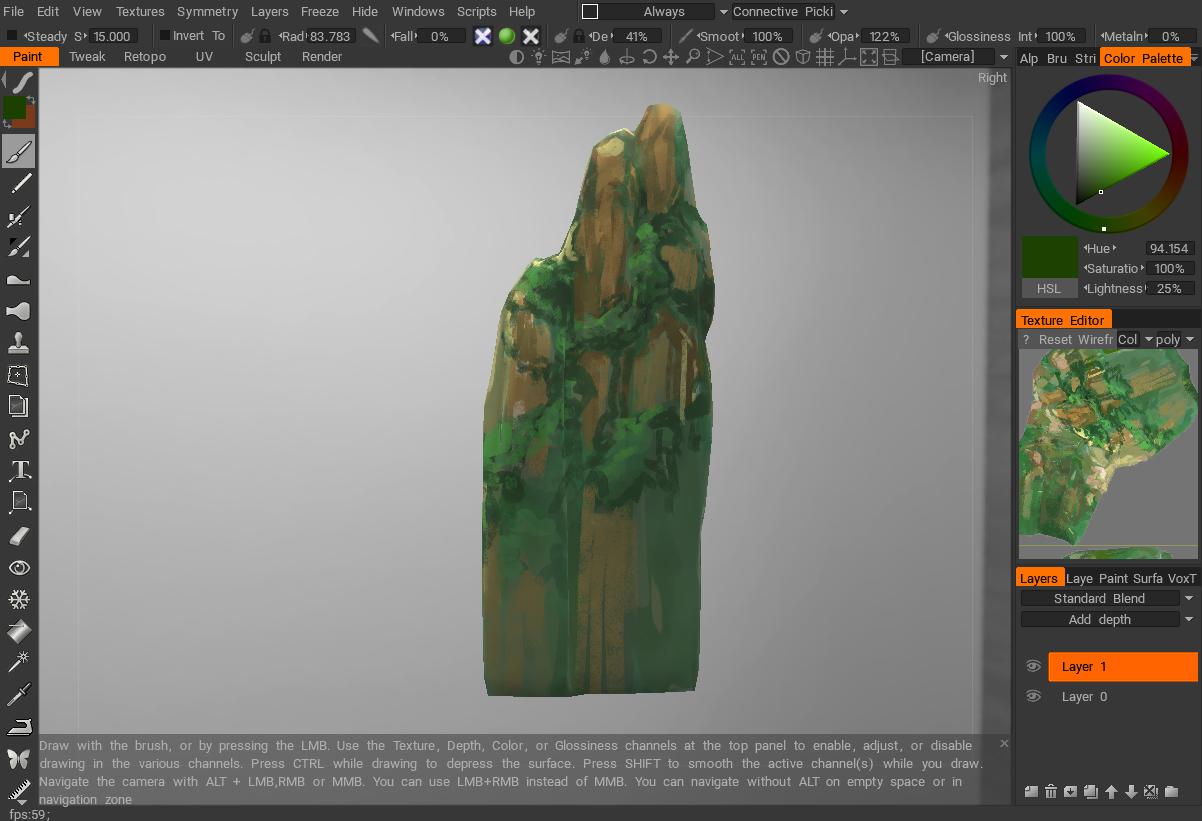 File Edit View Textures Symmetry Layers Freeze Hide Windows Scripts Help Always Connective Picki
Steady S 15.000 Invert To Rad 83.783 Fall 0% De 41% Smoot 100% Opa 122% Glossiness Int 100% Metaln 0%
Paint Tweak Retopo UV Sculpt Render ALL PEN [Camera] Alp Bru Stri Color Palette
Right
Hue 94.154
Saturatio 100%
HSL Lightness 25%
Texture Editor
? Reset Wirefr Col poly
Layers Laye Paint Surfa VoxT
Standard Blend
Add depth
Layer 1
Layer 0
Draw with the brush, or by pressing the LMB. Use the Texture, Depth, Color, or Glossiness channels at the top panel to enable, adjust, or disable
drawing in the various channels. Press CTRL while drawing to depress the surface. Press SHIFT to smooth the active channel(s) while you draw.
Navigate the camera with ALT + LMB,RMB or MMB. You can use LMB+RMB instead of MMB. You can navigate without ALT on empty space or in
navigation zone
fps:59;